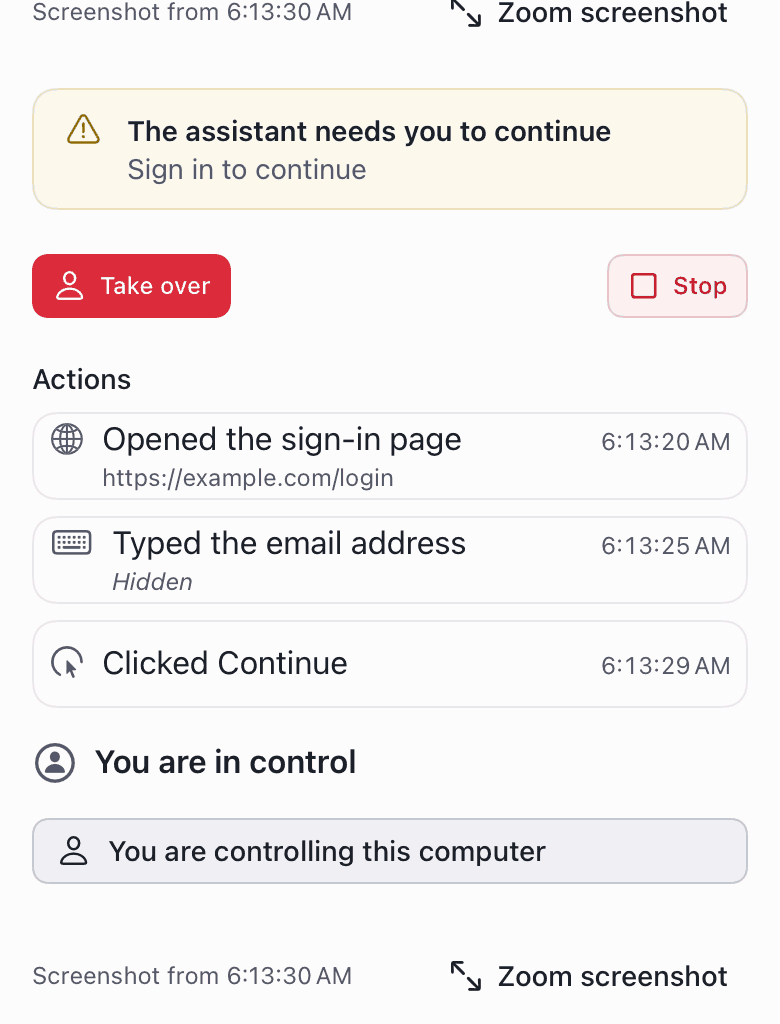 Screenshot from 6:13:30 AM
Zoom screenshot
The assistant needs you to continue
Sign in to continue
Take over
Stop
Actions
Opened the sign-in page
6:13:20 AM
https://example.com/login
Typed the email address
6:13:25 AM
Hidden
Clicked Continue
6:13:29 AM
You are in control
You are controlling this computer
Screenshot from 6:13:30 AM
Zoom screenshot